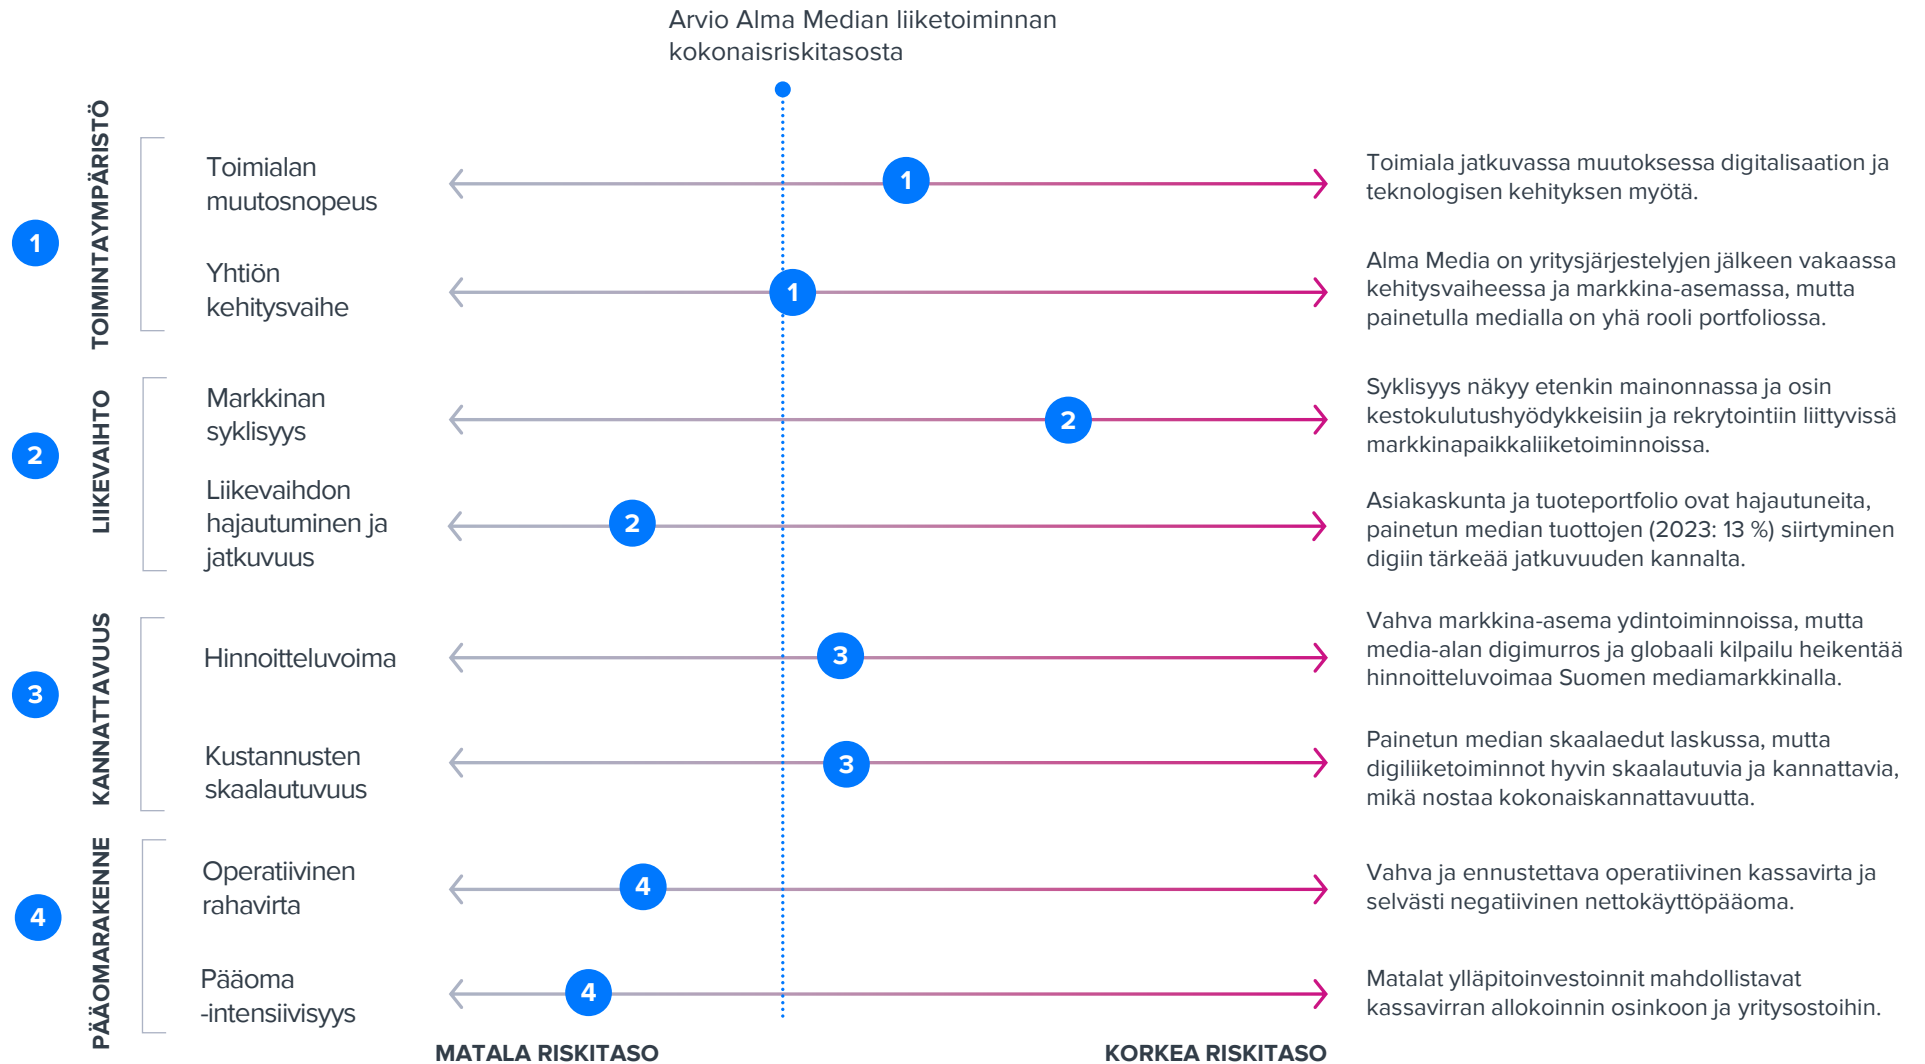 Arvio Alma Median liiketoiminnan
kokonaisriskitasosta
1
TOIMINTAYMPÄRISTÖ
Toimialan
muutosnopeus
1
Toimiala jatkuvassa muutoksessa digitalisaation ja
teknologisen kehityksen myötä.
Yhtiön
kehitysvaihe
1
Alma Media on yritysjärjestelyjen jälkeen vakaassa
kehitysvaiheessa ja markkina-asemassa, mutta
painetulla medialla on yhä rooli portfoliossa.
2
LIIKEVAIHTO
Markkinan
syklisyys
2
Syklisyys näkyy etenkin mainonnassa ja osin
kestokulutushyödykkeisiin ja rekrytointiin liittyvissä
markkinapaikkaliiketoiminnoissa.
Liikevaihdon
hajautuminen ja
jatkuvuus
2
Asiakaskunta ja tuoteportfolio ovat hajautuneita,
painetun median tuottojen (2023: 13 %) siirtyminen
digiin tärkeää jatkuvuuden kannalta.
3
KANNATTAVUUS
Hinnoitteluvoima
3
Vahva markkina-asema ydintoiminnoissa, mutta
media-alan digimurros ja globaali kilpailu heikentää
hinnoitteluvoimaa Suomen mediamarkkinalla.
Kustannusten
skaalautuvuus
3
Painetun median skaalaedut laskussa, mutta
digiliiketoiminnot hyvin skaalautuvia ja kannattavia,
mikä nostaa kokonaiskannattavuutta.
4
PÄÄOMARAKENNE
Operatiivinen
rahavirta
4
Vahva ja ennustettava operatiivinen kassavirta ja
selvästi negatiivinen nettokäyttöpääoma.
Pääoma
-intensiivisyys
4
Matalat ylläpitoinvestoinnit mahdollistavat
kassavirran allokoinnin osinkoon ja yritysostoihin.
MATALA RISKITASO
KORKEA RISKITASO